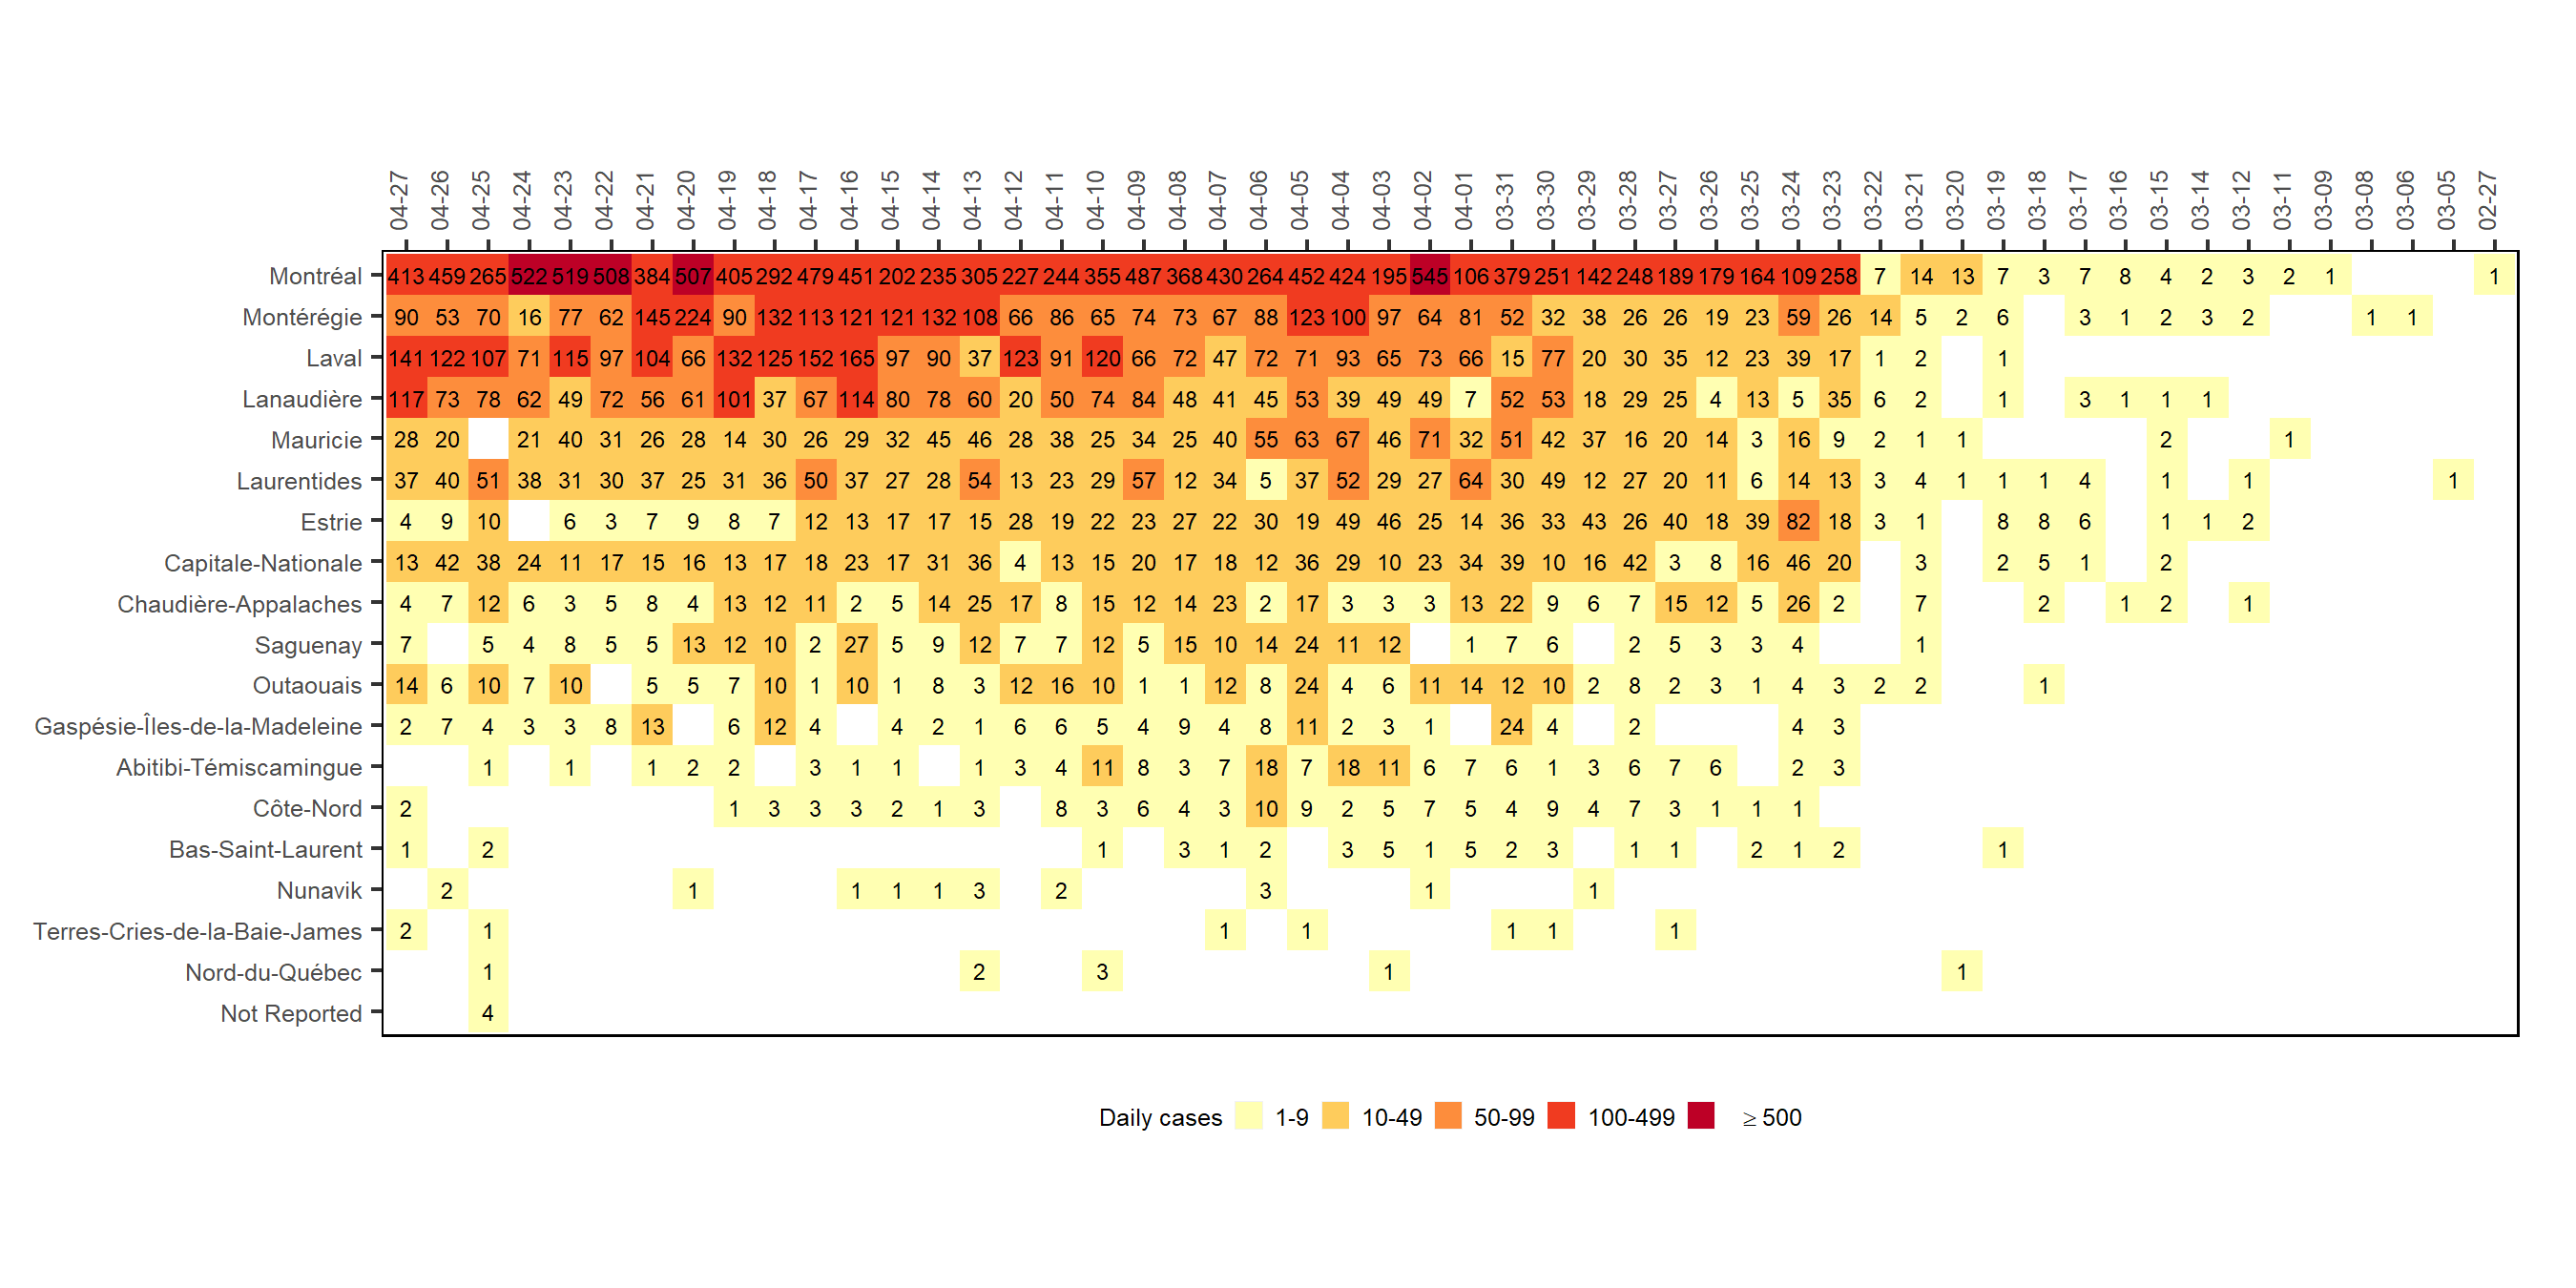 04-27 04-26 04-25 04-24 04-23 04-22 04-21 04-20 04-19 04-18 04-17 04-16 04-15 04-14 04-13 04-12 04-11 04-10 04-09 04-08 04-07 04-06 04-05 04-04 04-03 04-02 04-01 03-31 03-30 03-29 03-28 03-27 03-26 03-25 03-24 03-23 03-22 03-21 03-20 03-19 03-18 03-17 03-16 03-15 03-14 03-12 03-11 03-09 03-08 03-06 03-05 02-27
Montréal 413 459 265 522 519 508 384 507 405 292 479 451 202 235 305 227 244 355 487 368 430 264 452 424 195 545 106 379 251 142 248 189 179 164 109 258 7 14 13 7 3 7 8 4 2 3 2 1 1
Montérégie 90 53 70 16 77 62 145 224 90 132 113 121 121 132 108 66 86 65 74 73 67 88 123 100 97 64 81 52 32 38 26 26 19 23 59 26 14 5 2 6 3 1 2 3 2 1 1
Laval 141 122 107 71 115 97 104 66 132 125 152 165 97 90 37 123 91 120 66 72 47 72 71 93 65 73 66 15 77 20 30 35 12 23 39 17 1 2 1
Lanaudière 117 73 78 62 49 72 56 61 101 37 67 114 80 78 60 20 50 74 84 48 41 45 53 39 49 49 7 52 53 18 29 25 4 13 5 35 6 2 1 3 1 1 1
Mauricie 28 20 21 40 31 26 28 14 30 26 29 32 45 46 28 38 25 34 25 40 55 63 67 46 71 32 51 42 37 16 20 14 3 16 9 2 1 1 2 1
Laurentides 37 40 51 38 31 30 37 25 31 36 50 37 27 28 54 13 23 29 57 12 34 5 37 52 29 27 64 30 49 12 27 20 11 6 14 13 3 4 1 1 1 4 1 1 1
Estrie 4 9 10 6 3 7 9 8 7 12 13 17 17 15 28 19 22 23 27 22 30 19 49 46 25 14 36 33 43 26 40 18 39 82 18 3 1 8 8 6 1 1 2
Capitale-Nationale 13 42 38 24 11 17 15 16 13 17 18 23 17 31 36 4 13 15 20 17 18 12 36 29 10 23 34 39 10 16 42 3 8 16 46 20 3 2 5 1 2
Chaudière-Appalaches 4 7 12 6 3 5 8 4 13 12 11 2 5 14 25 17 8 15 12 14 23 2 17 3 3 3 13 22 9 6 7 15 12 5 26 2 7 2 1 2 1
Saguenay 7 5 4 8 5 5 13 12 10 2 27 5 9 12 7 7 12 5 15 10 14 24 11 12 1 7 6 2 5 3 3 4 1
Outaouais 14 6 10 7 10 5 5 7 10 1 10 1 8 3 12 16 10 1 1 12 8 24 4 6 11 14 12 10 2 8 2 3 1 4 3 2 2 1
Gaspésie-Îles-de-la-Madeleine 2 7 4 3 3 8 13 6 12 4 4 2 1 6 6 5 4 9 4 8 11 2 3 1 24 4 2 4 3
Abitibi-Témiscamingue 1 1 1 2 2 3 1 1 1 3 4 11 8 3 7 18 7 18 11 6 7 6 1 3 6 7 6 2 3
Côte-Nord 2 1 3 3 3 2 1 3 8 3 6 4 3 10 9 2 5 7 5 4 9 4 7 3 1 1 1
Bas-Saint-Laurent 1 2 1 3 1 2 3 5 1 5 2 3 1 1 2 1 2 1
Nunavik 2 1 1 1 1 3 2 3 1 1
Terres-Cries-de-la-Baie-James 2 1 1 1 1 1 1
Nord-du-Québec 1 2 3 1 1
Not Reported 4
Daily cases 1-9 10-49 50-99 100-499 ≥ 500